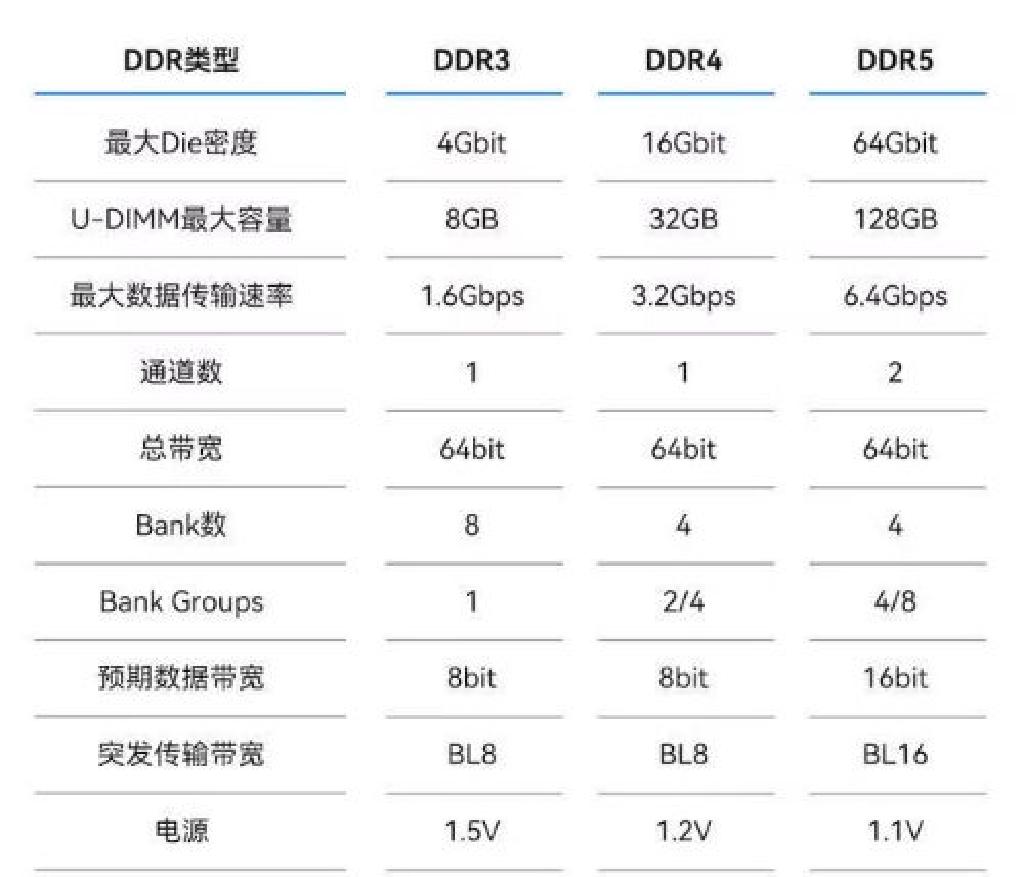 DDR类型 DDR3 DDR4 DDR5
最大Die密度 4Gbit 16Gbit 64Gbit
U-DIMM最大容量 8GB 32GB 128GB
最大数据传输速率 1.6Gbps 3.2Gbps 6.4Gbps
通道数 1 1 2
总带宽 64bit 64bit 64bit
Bank数 8 4 4
Bank Groups 1 2/4 4/8
预期数据带宽 8bit 8bit 16bit
突发传输带宽 BL8 BL8 BL16
电源 1.5V 1.2V 1.1V